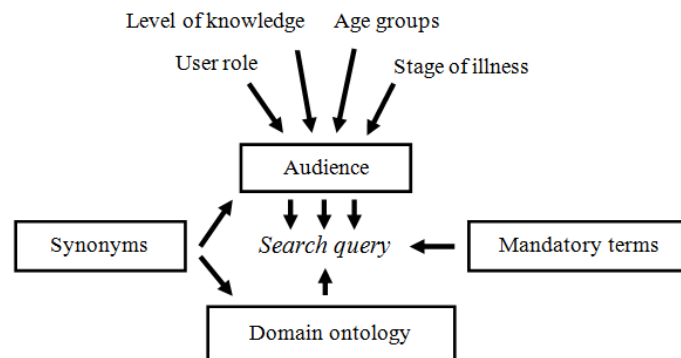 Level of knowledge
Age groups
User role
Stage of illness
Audience
Synonyms
Search query
Mandatory terms
Domain ontology